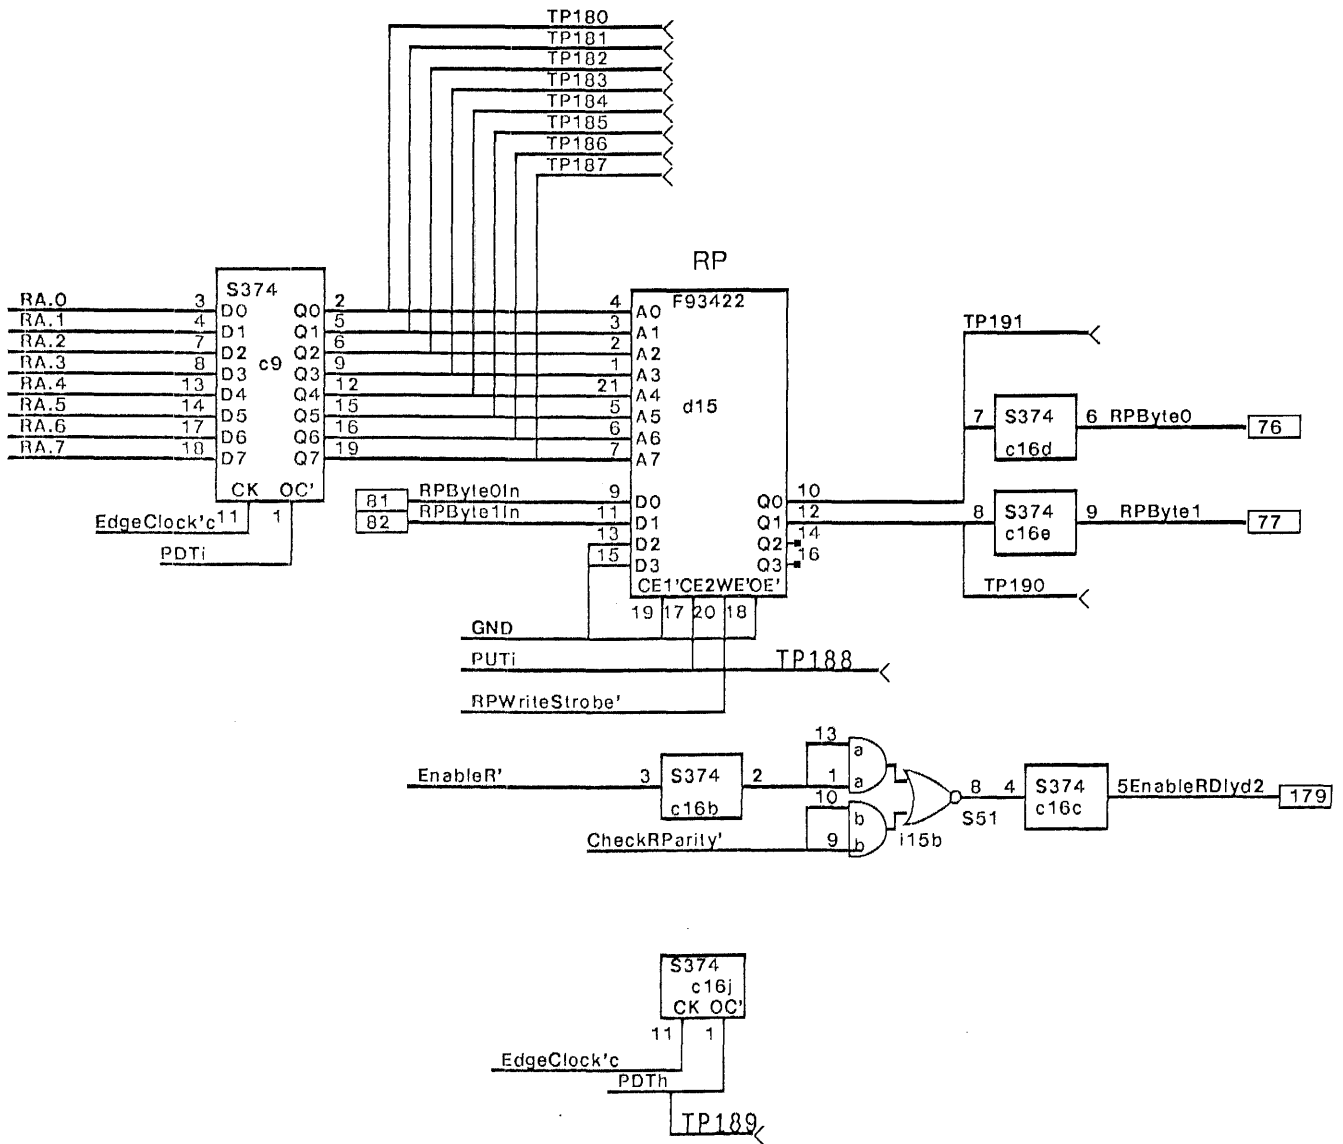 TP180
TP181
TP182
TP183
TP184
TP185
TP186
TP187
RP
S374
F93422
RA.0 3 D0 Q0 2 4 A0
RA.1 4 D1 Q1 5 3 A1
RA.2 7 D2 Q2 6 2 A2
RA.3 8 D3 c9 Q3 9 1 A3
RA.4 13 D4 Q4 12 21 A4
RA.5 14 D5 Q5 15 5 A5
RA.6 17 D6 Q6 16 6 A6
RA.7 18 D7 Q7 19 7 A7
d15
TP191
7 S374 6 RPByte0 76
c16d
CK OC'
EdgeClock'c 11 1
PDTi
81 RPByte0In 9 D0 Q0 10
82 RPByte1In 11 D1 Q1 12
13 D2 Q2 14
15 D3 Q3 16
8 S374 9 RPByte1 77
c16e
TP190
CE1' CE2 WE' OE'
19 17 20 18
GND
PUTi TP188
RPWriteStrobe'
EnableR' 3 S374 2
c16b
13 a
1 a
10 b
9 b
CheckRParity'
i15b
8 4
S51
S374
c16c
5EnableRDlyd2 179
S374
c16j
CK OC'
11 1
EdgeClock'c
PDTh
TP189